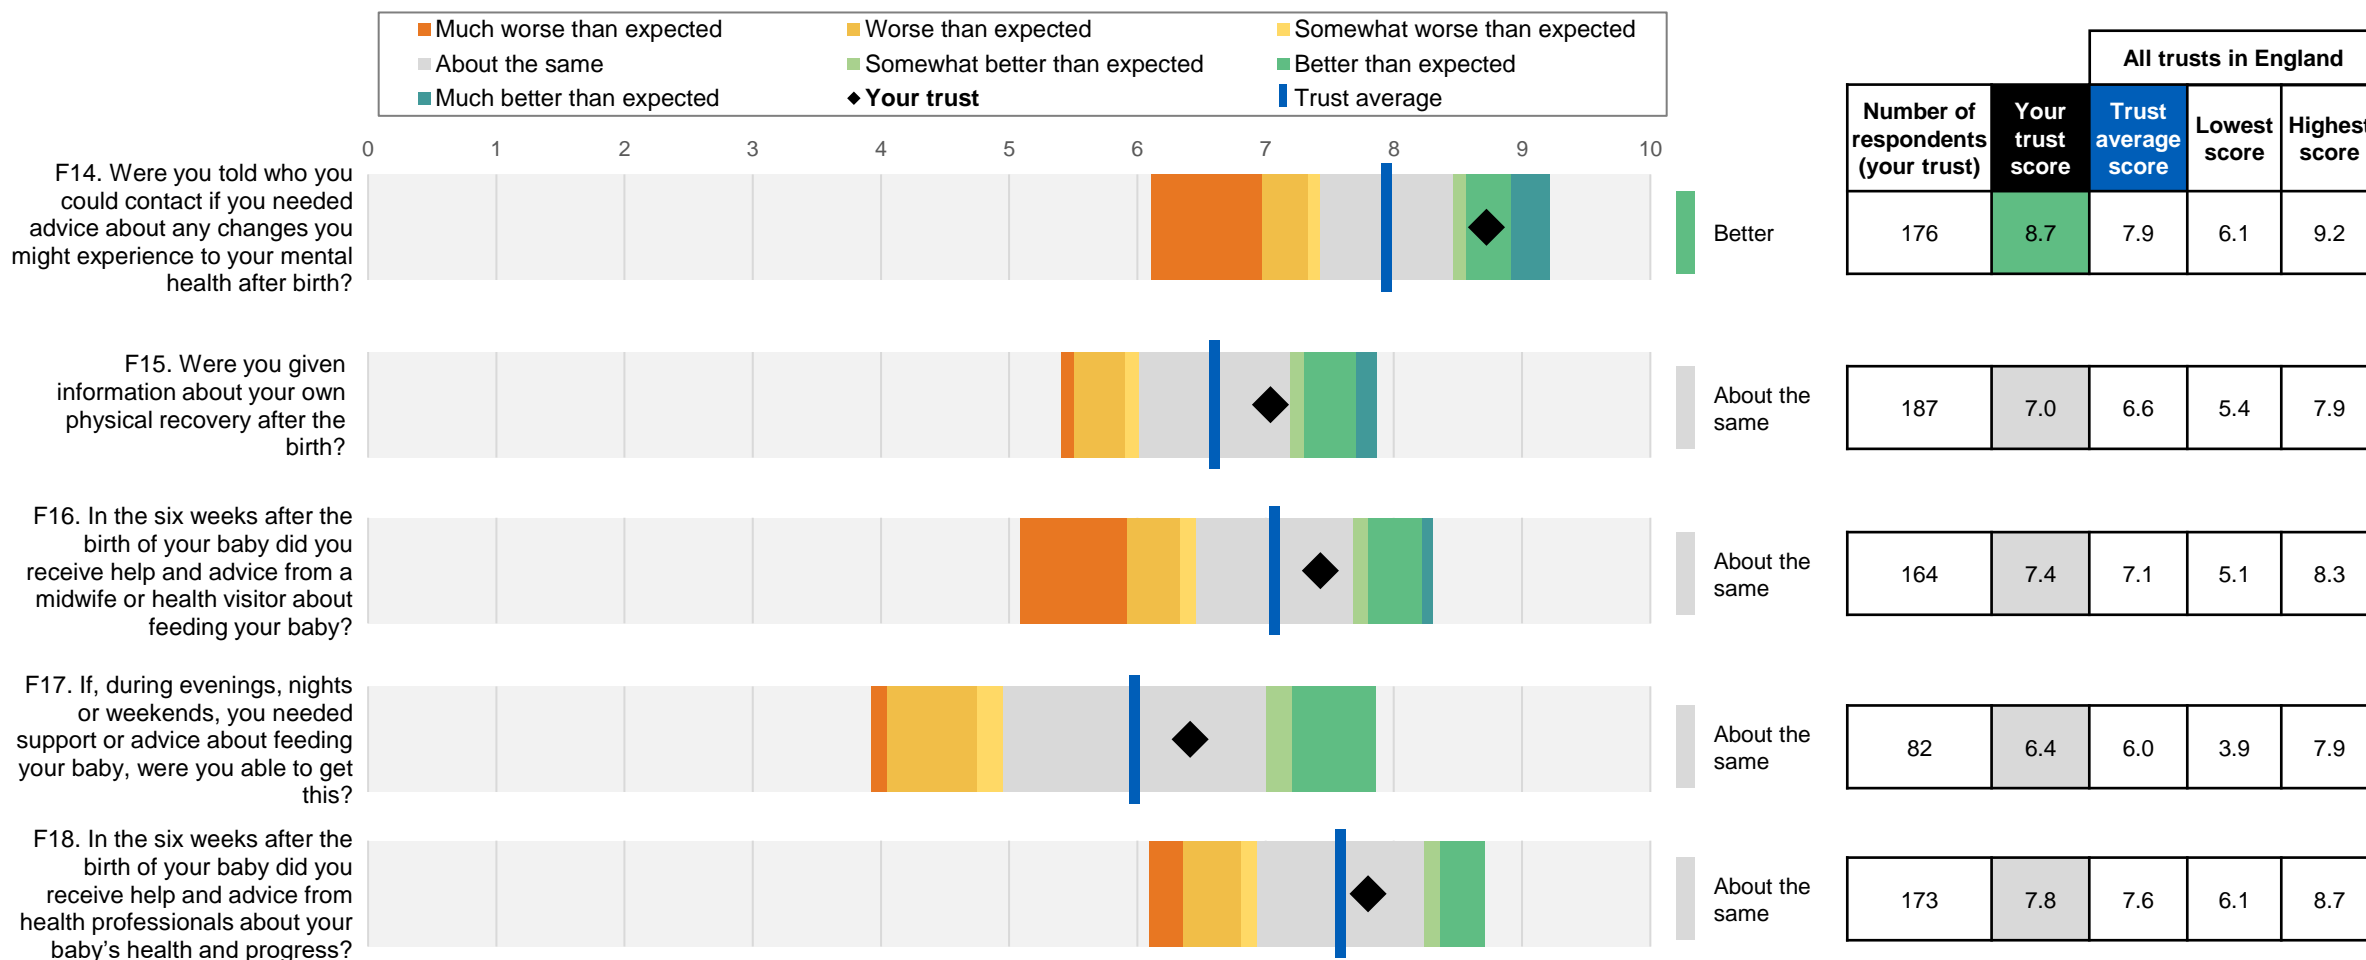 Much worse than expected
Worse than expected
Somewhat worse than expected
About the same
Somewhat better than expected
Better than expected
Much better than expected
Your trust
Trust average
All trusts in England
Number of respondents (your trust)
Your trust score
Trust average score
Lowest score
Highest score
0 1 2 3 4 5 6 7 8 9 10
F14. Were you told who you
could contact if you needed
advice about any changes you
might experience to your mental
health after birth?
Better
176 8.7 7.9 6.1 9.2
F15. Were you given
information about your own
physical recovery after the
birth?
About the
same
187 7.0 6.6 5.4 7.9
F16. In the six weeks after the
birth of your baby did you
receive help and advice from a
midwife or health visitor about
feeding your baby?
About the
same
164 7.4 7.1 5.1 8.3
F17. If, during evenings, nights
or weekends, you needed
support or advice about feeding
your baby, were you able to get
this?
About the
same
82 6.4 6.0 3.9 7.9
F18. In the six weeks after the
birth of your baby did you
receive help and advice from
health professionals about your
baby’s health and progress?
About the
same
173 7.8 7.6 6.1 8.7